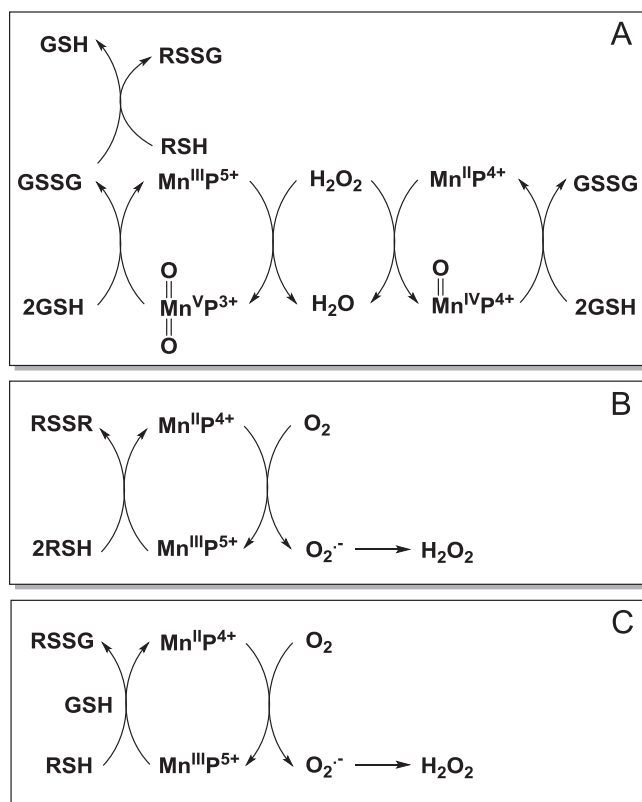 A
GSH
RSSG
RSH
GSSG Mn^III P^5+ H₂O₂ Mn^II P^4+ GSSG
O O
2GSH Mn^V P^3+ H₂O Mn^IV P^4+ 2GSH
O
B
RSSR Mn^II P^4+ O₂
2RSH Mn^III P^5+ O₂·⁻ H₂O₂
C
RSSG Mn^II P^4+ O₂
GSH
RSH Mn^III P^5+ O₂·⁻ H₂O₂